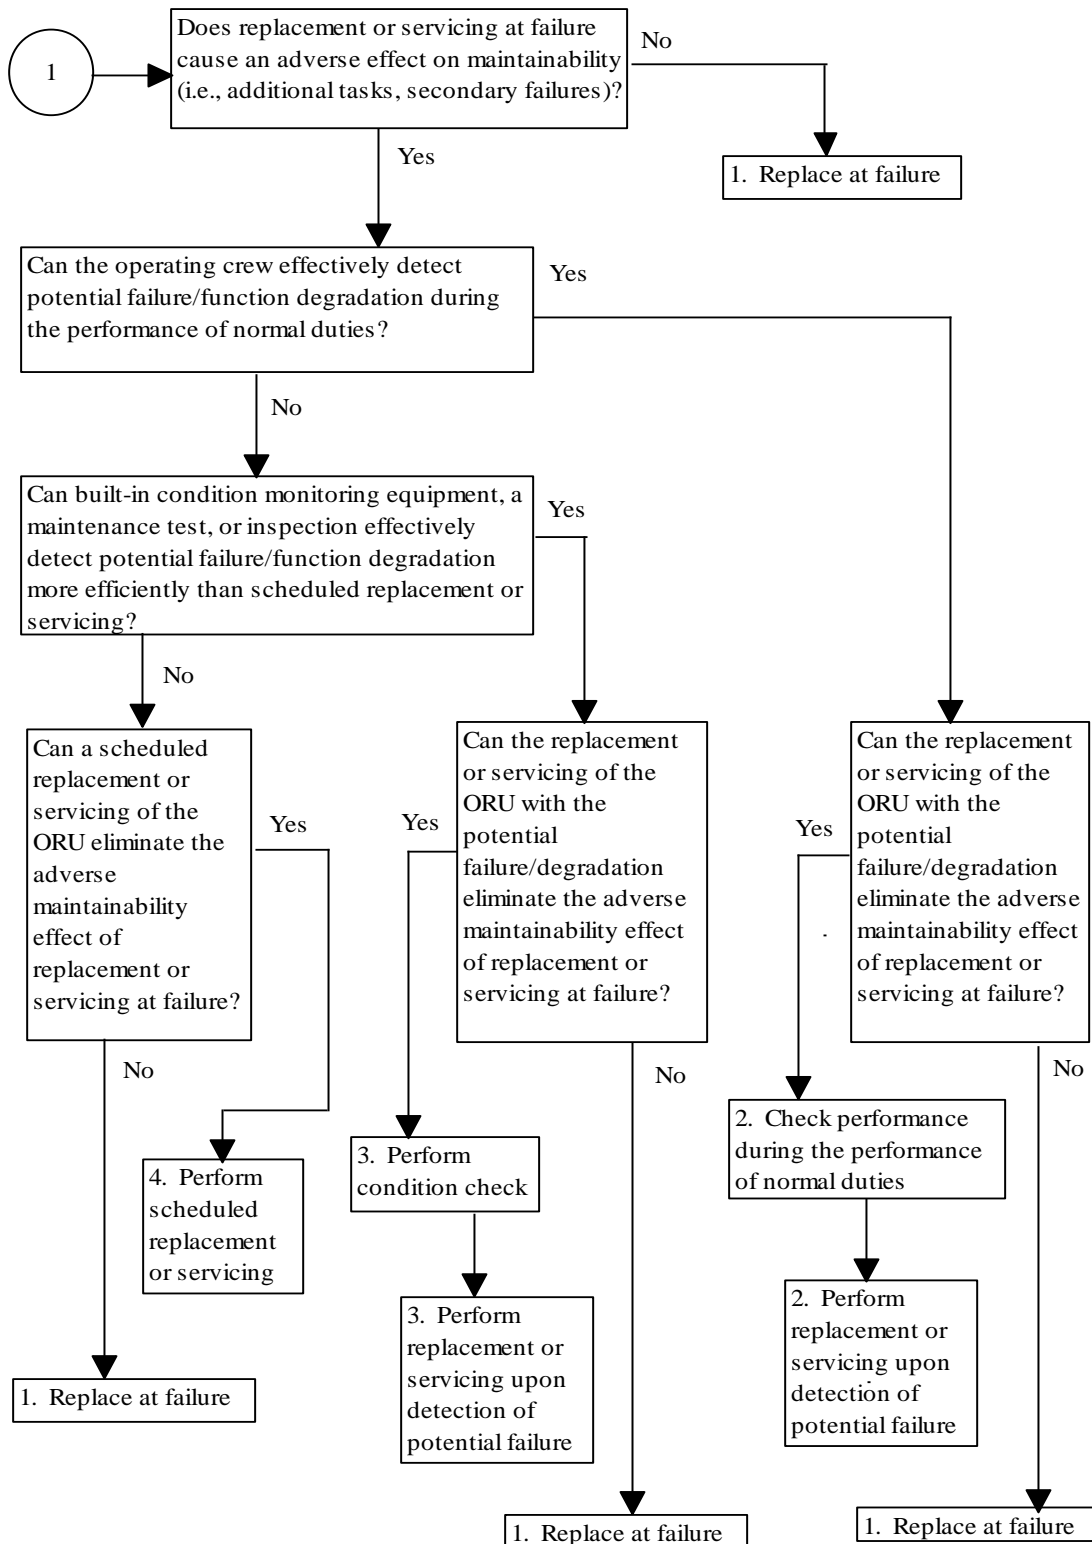 1
Does replacement or servicing at failure
cause an adverse effect on maintainability
(i.e., additional tasks, secondary failures)?
No
Yes
1. Replace at failure
Can the operating crew effectively detect
potential failure/function degradation during
the performance of normal duties?
Yes
No
Can built-in condition monitoring equipment, a
maintenance test, or inspection effectively
detect potential failure/function degradation
more efficiently than scheduled replacement or
servicing?
Yes
No
Can a scheduled
replacement or
servicing of the
ORU eliminate the
adverse
maintainability
effect of
replacement or
servicing at failure?
Yes
No
Can the replacement
or servicing of the
ORU with the
potential
failure/degradation
eliminate the adverse
maintainability effect
of replacement or
servicing at failure?
Yes
No
Can the replacement
or servicing of the
ORU with the
potential
failure/degradation
eliminate the adverse
maintainability effect
of replacement or
servicing at failure?
Yes
No
4. Perform
scheduled
replacement
or servicing
3. Perform
condition check
2. Check performance
during the performance
of normal duties
3. Perform
replacement or
servicing upon
detection of
potential failure
2. Perform
replacement or
servicing upon
detection of
potential failure
1. Replace at failure
1. Replace at failure
1. Replace at failure